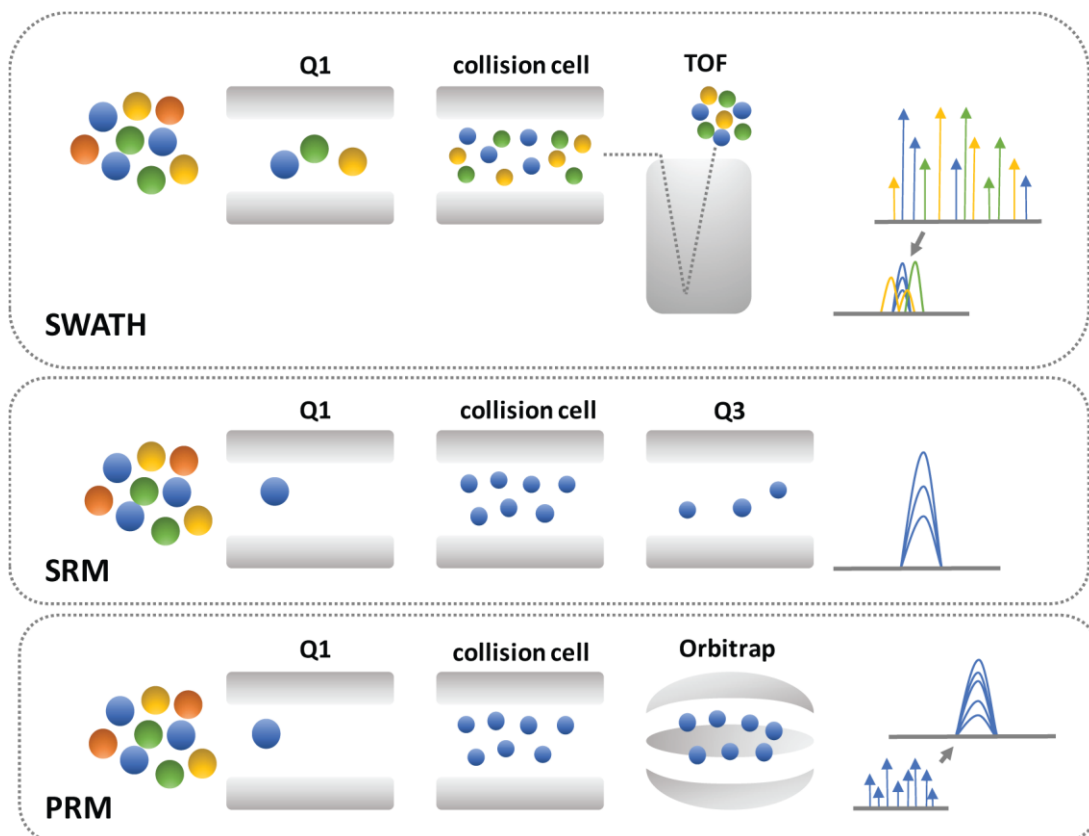 Q1
collision cell
TOF
SWATH
Q1
collision cell
Q3
SRM
Q1
collision cell
Orbitrap
PRM